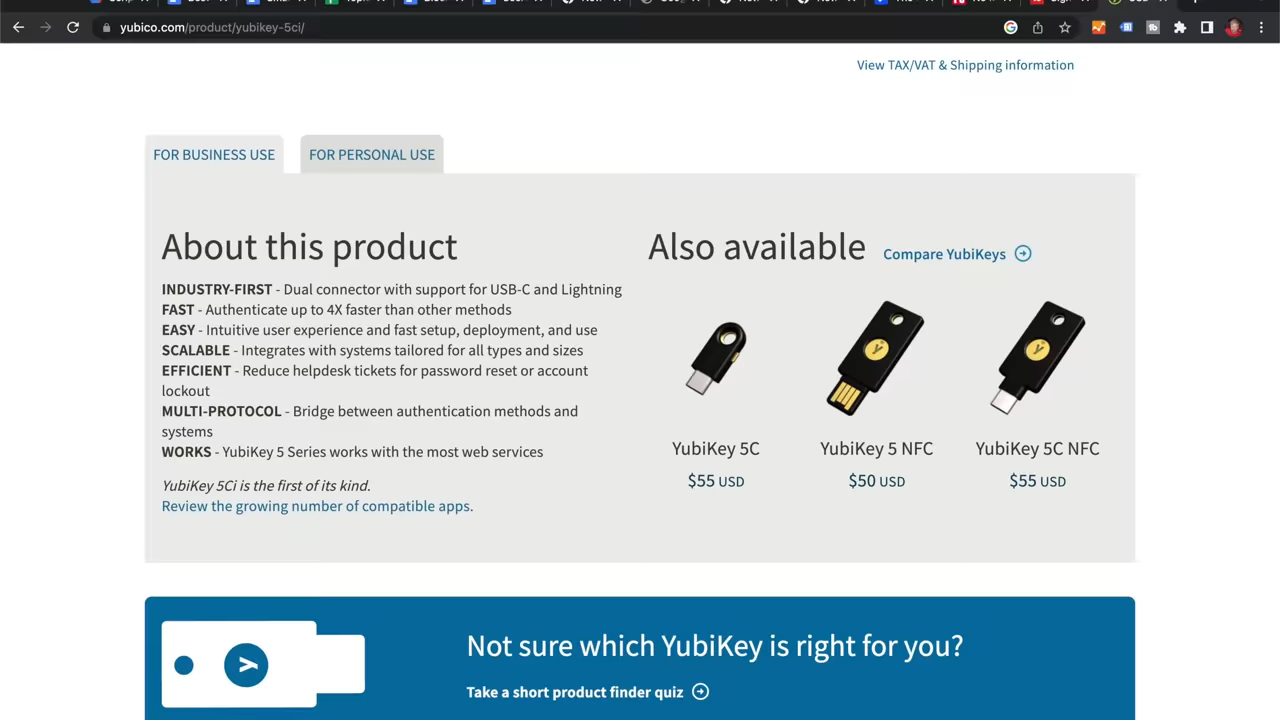 yubico.com/product/yubikey-5ci/
View TAX/VAT & Shipping information
FOR BUSINESS USE
FOR PERSONAL USE
About this product
INDUSTRY-FIRST - Dual connector with support for USB-C and Lightning
FAST - Authenticate up to 4X faster than other methods
EASY - Intuitive user experience and fast setup, deployment, and use
SCALABLE - Integrates with systems tailored for all types and sizes
EFFICIENT - Reduce helpdesk tickets for password reset or account
lockout
MULTI-PROTOCOL - Bridge between authentication methods and
systems
WORKS - YubiKey 5 Series works with the most web services
YubiKey 5Ci is the first of its kind.
Review the growing number of compatible apps.
Also available
Compare YubiKeys
YubiKey 5C
$55 USD
YubiKey 5 NFC
$50 USD
YubiKey 5C NFC
$55 USD
Not sure which YubiKey is right for you?
Take a short product finder quiz